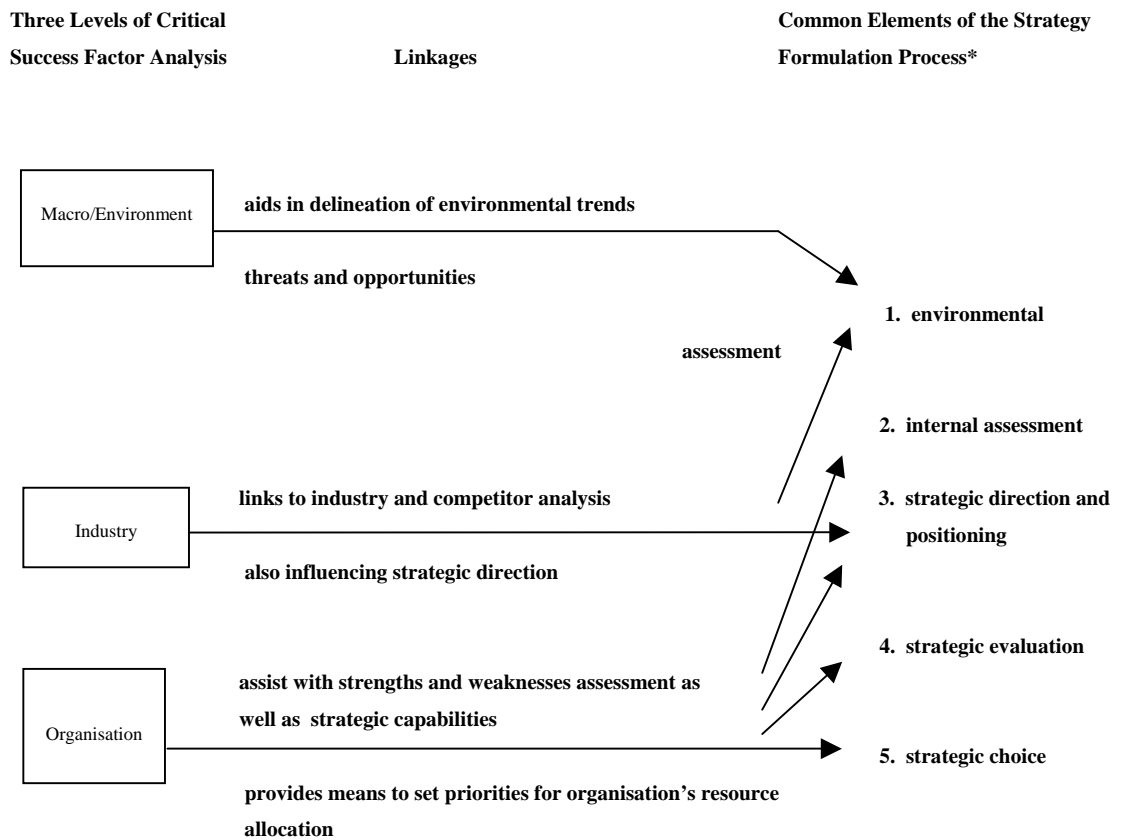 Three Levels of Critical
Success Factor Analysis
Linkages
Common Elements of the Strategy
Formulation Process*
Macro/Environment
aids in delineation of environmental trends
threats and opportunities
1. environmental
assessment
2. internal assessment
Industry
links to industry and competitor analysis
also influencing strategic direction
3. strategic direction and
positioning
Organisation
assist with strengths and weaknesses assessment as
well as strategic capabilities
provides means to set priorities for organisation's resource
allocation
4. strategic evaluation
5. strategic choice